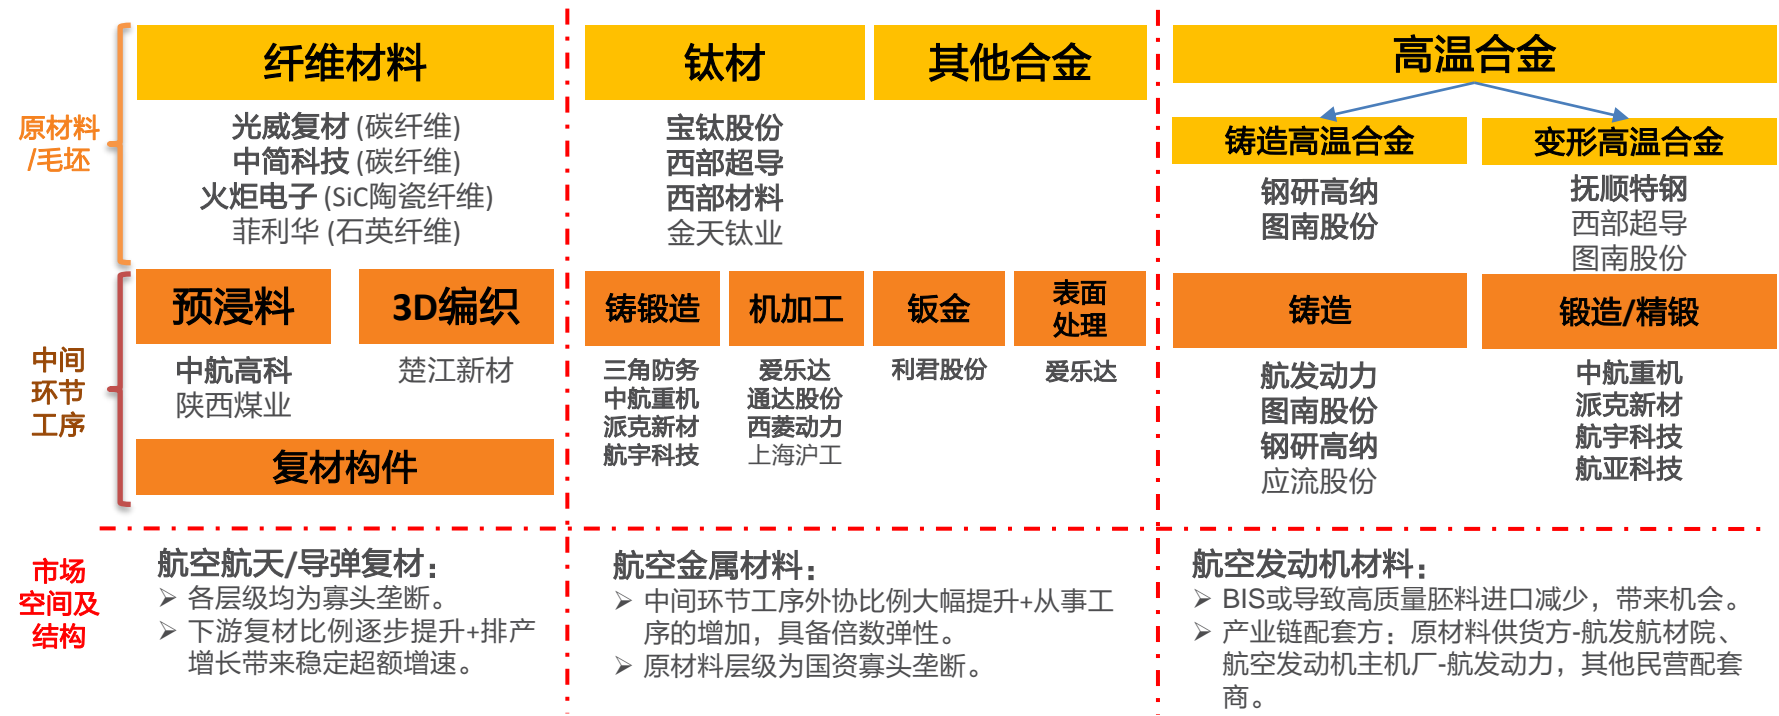 纤维材料
钛材
其他合金
高温合金
原材料
/毛坯
光威复材 (碳纤维)
中简科技 (碳纤维)
火炬电子 (SiC陶瓷纤维)
菲利华 (石英纤维)
宝钛股份
西部超导
西部材料
金天钛业
铸造高温合金
变形高温合金
钢研高纳
图南股份
抚顺特钢
西部超导
图南股份
中间
环节
工序
预浸料
3D编织
铸锻造
机加工
钣金
表面
处理
铸造
锻造/精锻
中航高科
陕西煤业
楚江新材
三角防务
中航重机
派克新材
航宇科技
爱乐达
通达股份
西菱动力
上海沪工
利君股份
爱乐达
航发动力
图南股份
钢研高纳
应流股份
中航重机
派克新材
航宇科技
航亚科技
复材构件
市场
空间及
结构
航空航天/导弹复材：
➢ 各层级均为寡头垄断。
➢ 下游复材比例逐步提升+排产
增长带来稳定超额增速。
航空金属材料：
➢ 中间环节工序外协比例大幅提升+从事工
序的增加，具备倍数弹性。
➢ 原材料层级为国资寡头垄断。
航空发动机材料：
➢ BIS或导致高质量胚料进口减少，带来机会。
➢ 产业链配套方：原材料供货方-航发航材院、
航空发动机主机厂-航发动力，其他民营配套
商。